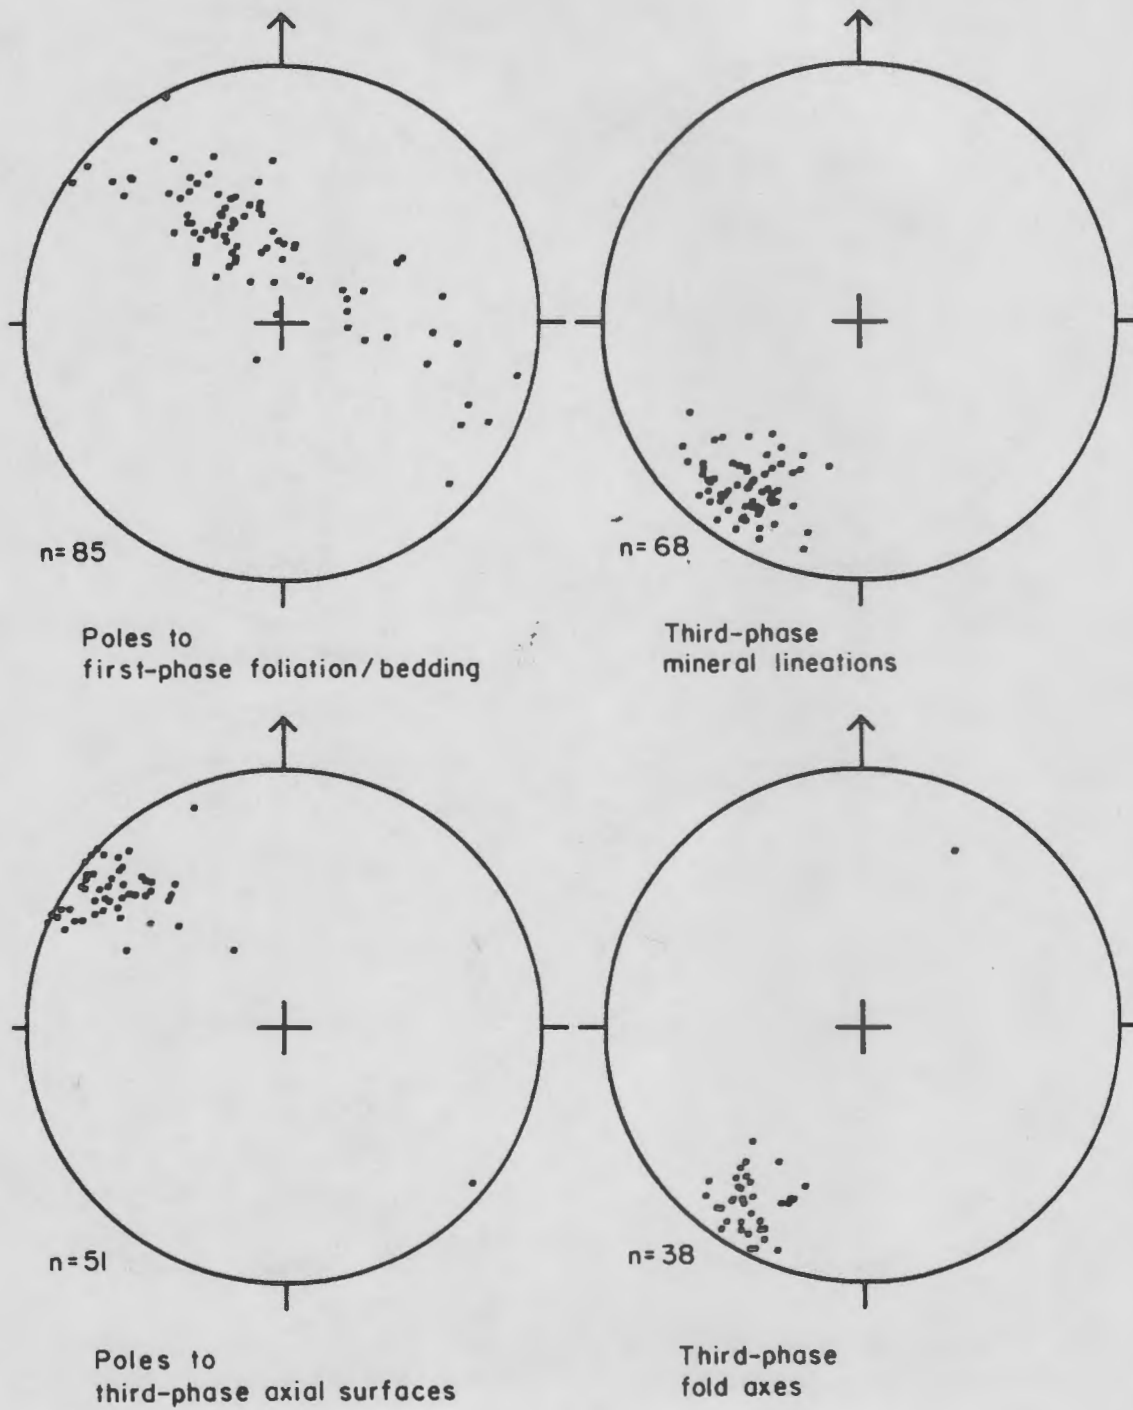 n=85
n=68
Poles to
first-phase foliation/bedding
Third-phase
mineral lineations
n=51
n=38
Poles to
third-phase axial surfaces
Third-phase
fold axes